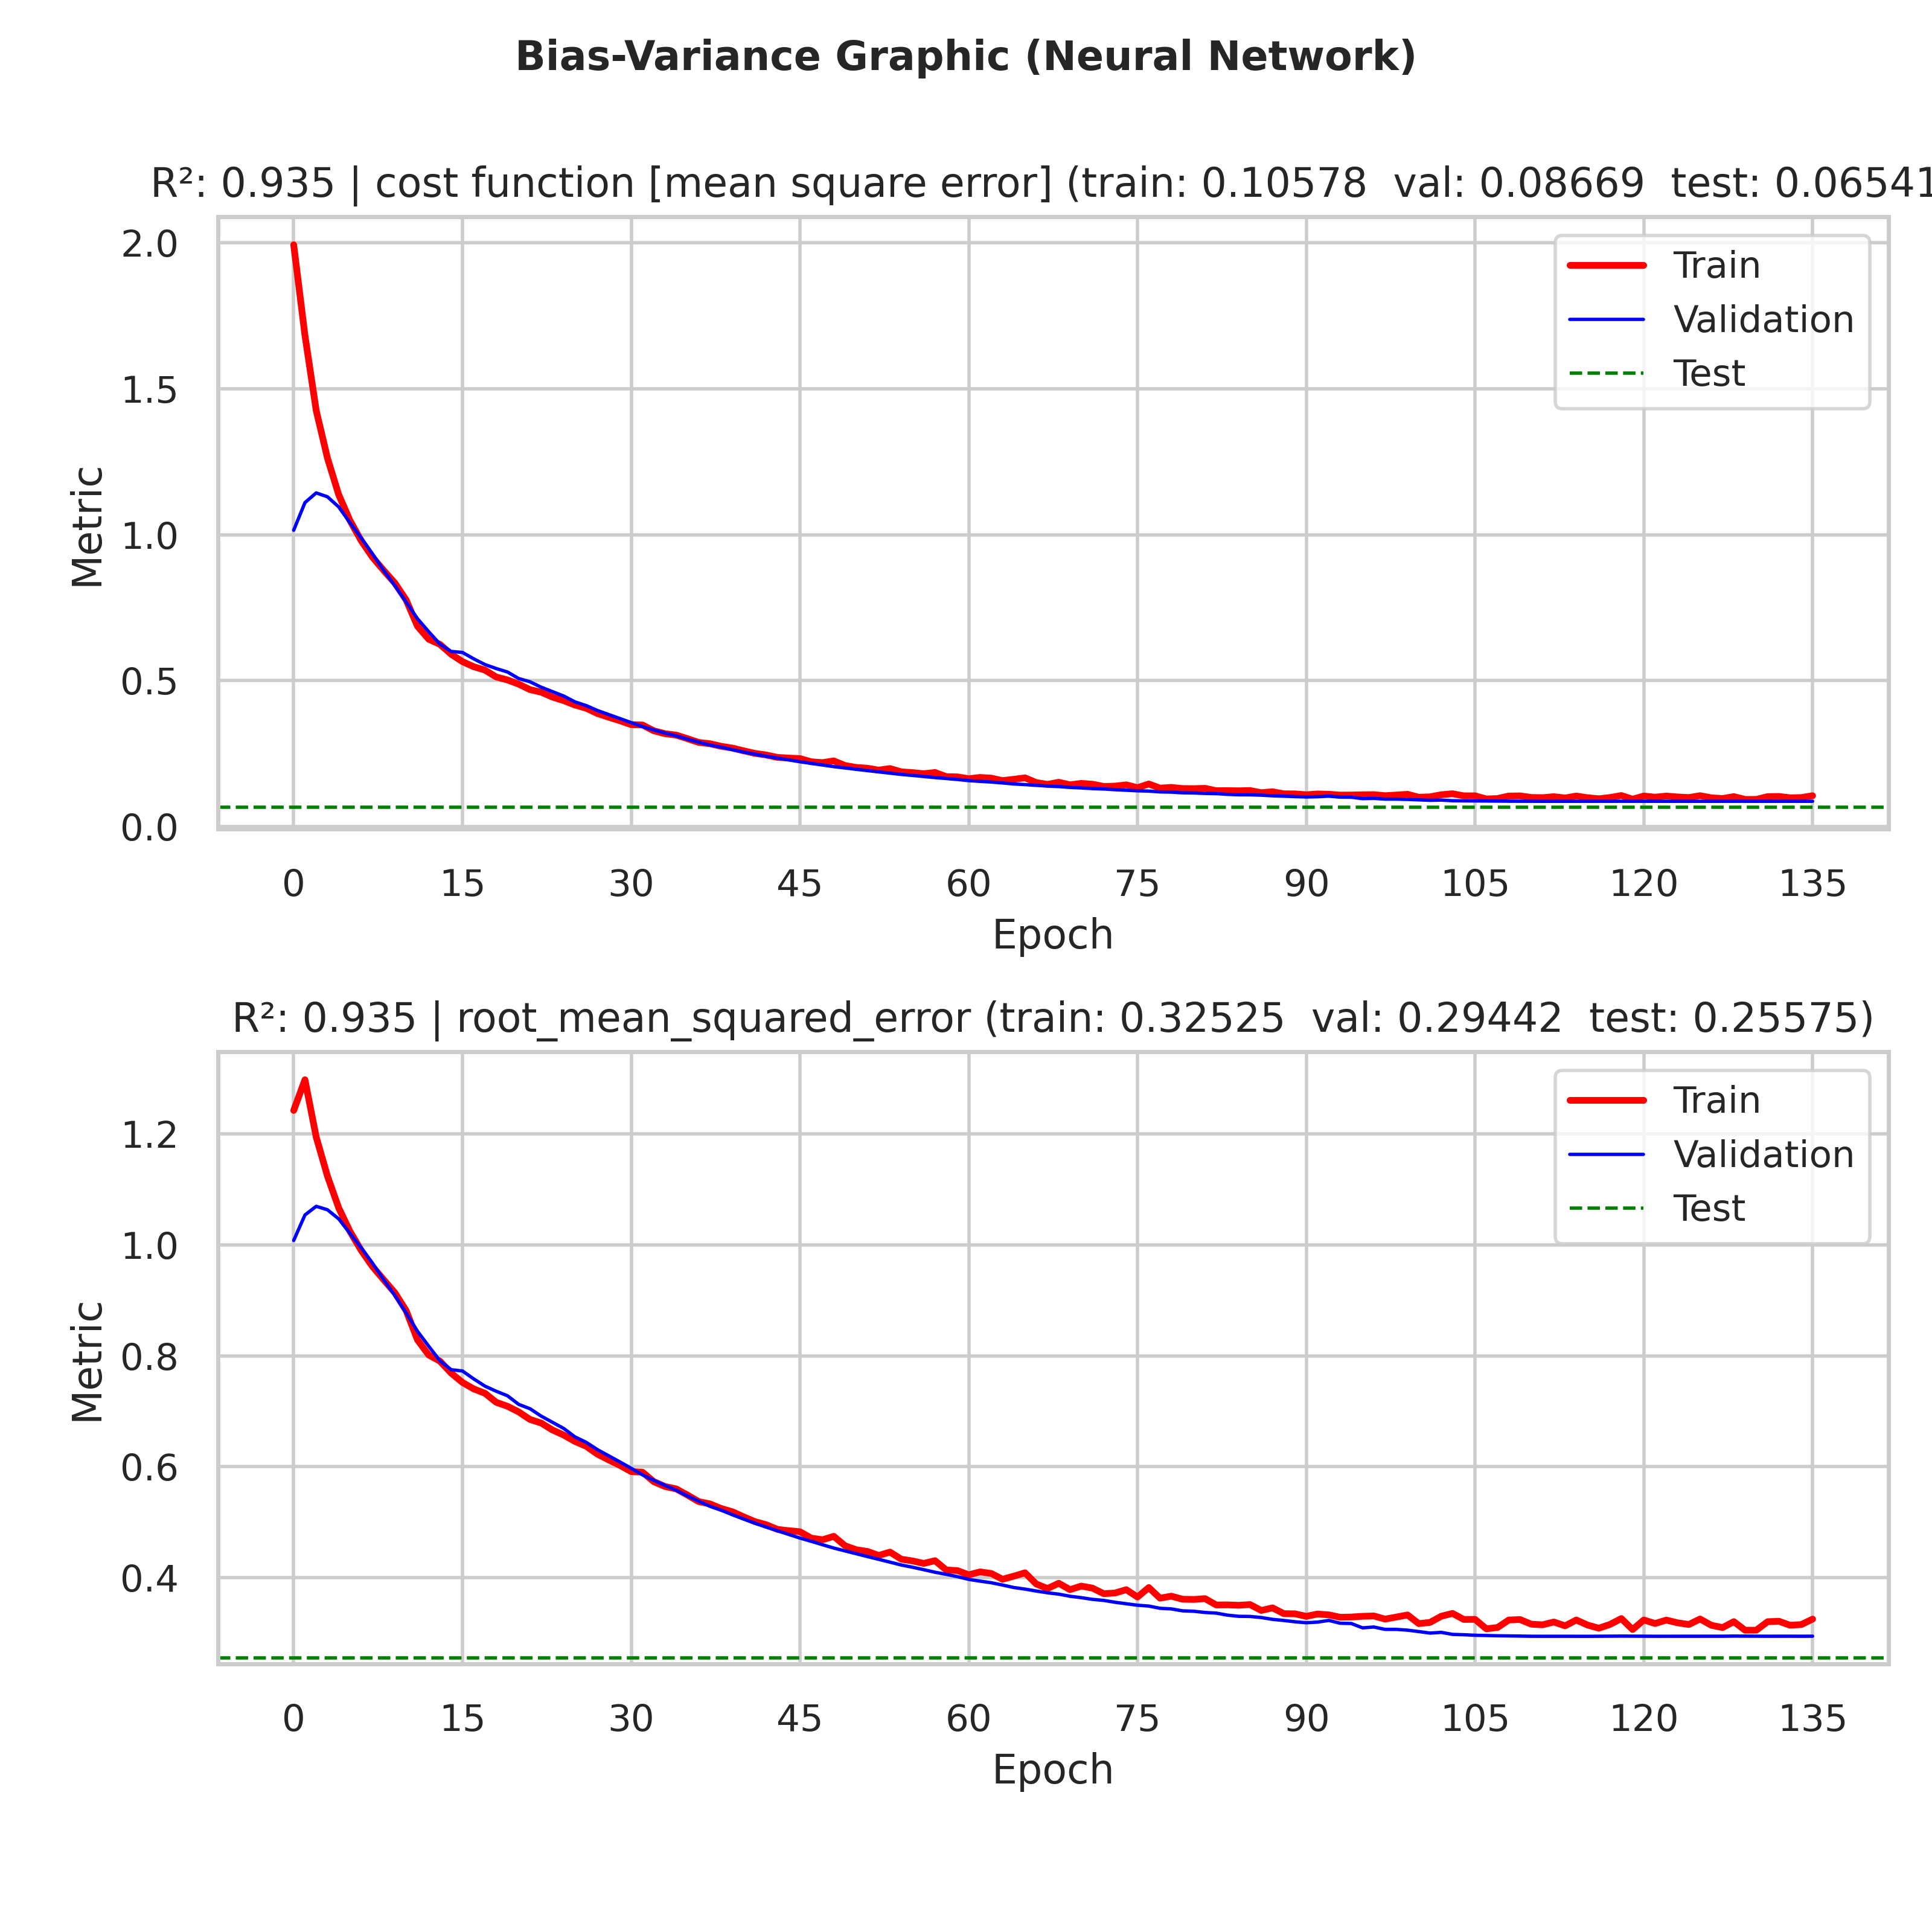 Bias-Variance Graphic (Neural Network)
R²: 0.935 | cost function [mean square error] (train: 0.10578  val: 0.08669  test: 0.06541
2.0
1.5
1.0
0.5
0.0
Metric
Train
Validation
Test
0 15 30 45 60 75 90 105 120 135
Epoch
R²: 0.935 | root_mean_squared_error (train: 0.32525  val: 0.29442  test: 0.25575)
1.2
1.0
0.8
0.6
0.4
Metric
Train
Validation
Test
0 15 30 45 60 75 90 105 120 135
Epoch